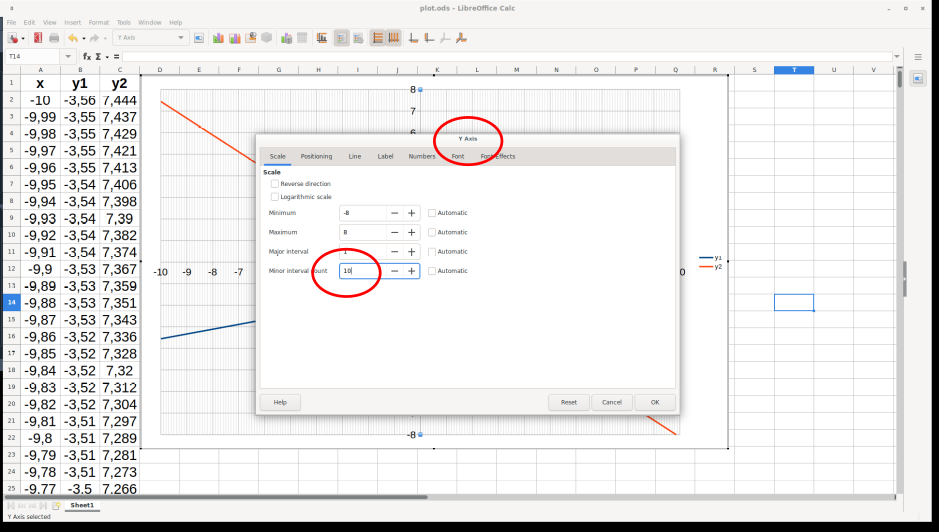 plot.ods - LibreOffice Calc
File Edit View Insert Format Tools Window Help
Y Axis
T14
fx Σ =
A B C D E F G H I J K L M N O P Q R S T U V
1 x y1 y2
2 -10 -3,56 7,444
3 -9,99 -3,55 7,437
4 -9,98 -3,55 7,429
5 -9,97 -3,55 7,421
6 -9,96 -3,55 7,413
7 -9,95 -3,54 7,406
8 -9,94 -3,54 7,398
9 -9,93 -3,54 7,39
10 -9,92 -3,54 7,382
11 -9,91 -3,54 7,374
12 -9,9 -3,53 7,367
13 -9,89 -3,53 7,359
14 -9,88 -3,53 7,351
15 -9,87 -3,53 7,343
16 -9,86 -3,52 7,336
17 -9,85 -3,52 7,328
18 -9,84 -3,52 7,32
19 -9,83 -3,52 7,312
20 -9,82 -3,52 7,304
21 -9,81 -3,51 7,297
22 -9,8 -3,51 7,289
23 -9,79 -3,51 7,281
24 -9,78 -3,51 7,273
25 -9,77 -3,5 7,266
8
7
6
-10 -9 -8 -7
-8
y1
y2
Y Axis
Scale Positioning Line Label Numbers Font Font Effects
Scale
Reverse direction
Logarithmic scale
Minimum -8 Automatic
Maximum 8 Automatic
Major interval 1 Automatic
Minor interval count 10 Automatic
Help Reset Cancel OK
Sheet1
Y Axis selected